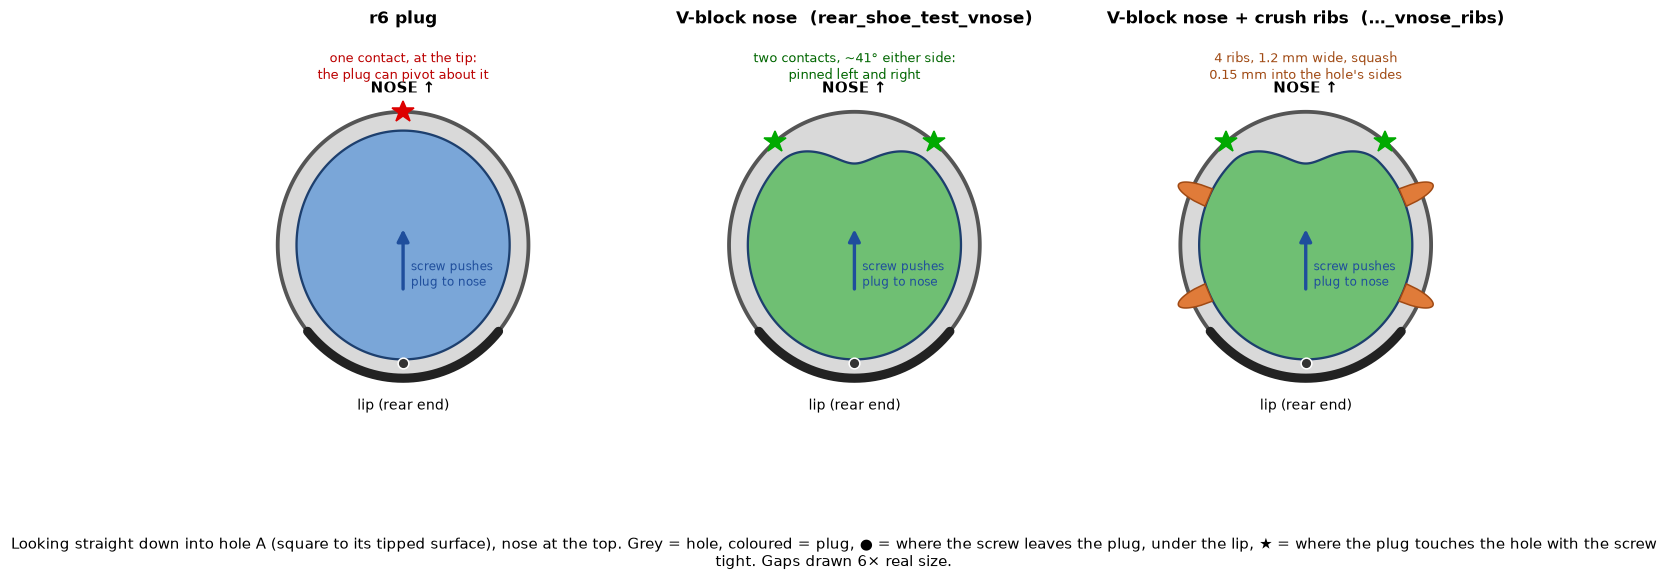 r6 plug
one contact, at the tip:
the plug can pivot about it
NOSE ↑
screw pushes
plug to nose
lip (rear end)
V-block nose (rear_shoe_test_vnose)
two contacts, ~41° either side:
pinned left and right
NOSE ↑
screw pushes
plug to nose
lip (rear end)
V-block nose + crush ribs (..._vnose_ribs)
4 ribs, 1.2 mm wide, squash
0.15 mm into the hole's sides
NOSE ↑
screw pushes
plug to nose
lip (rear end)
Looking straight down into hole A (square to its tipped surface), nose at the top. Grey = hole, coloured = plug, ● = where the screw leaves the plug, under the lip, ★ = where the plug touches the hole with the screw
tight. Gaps drawn 6× real size.